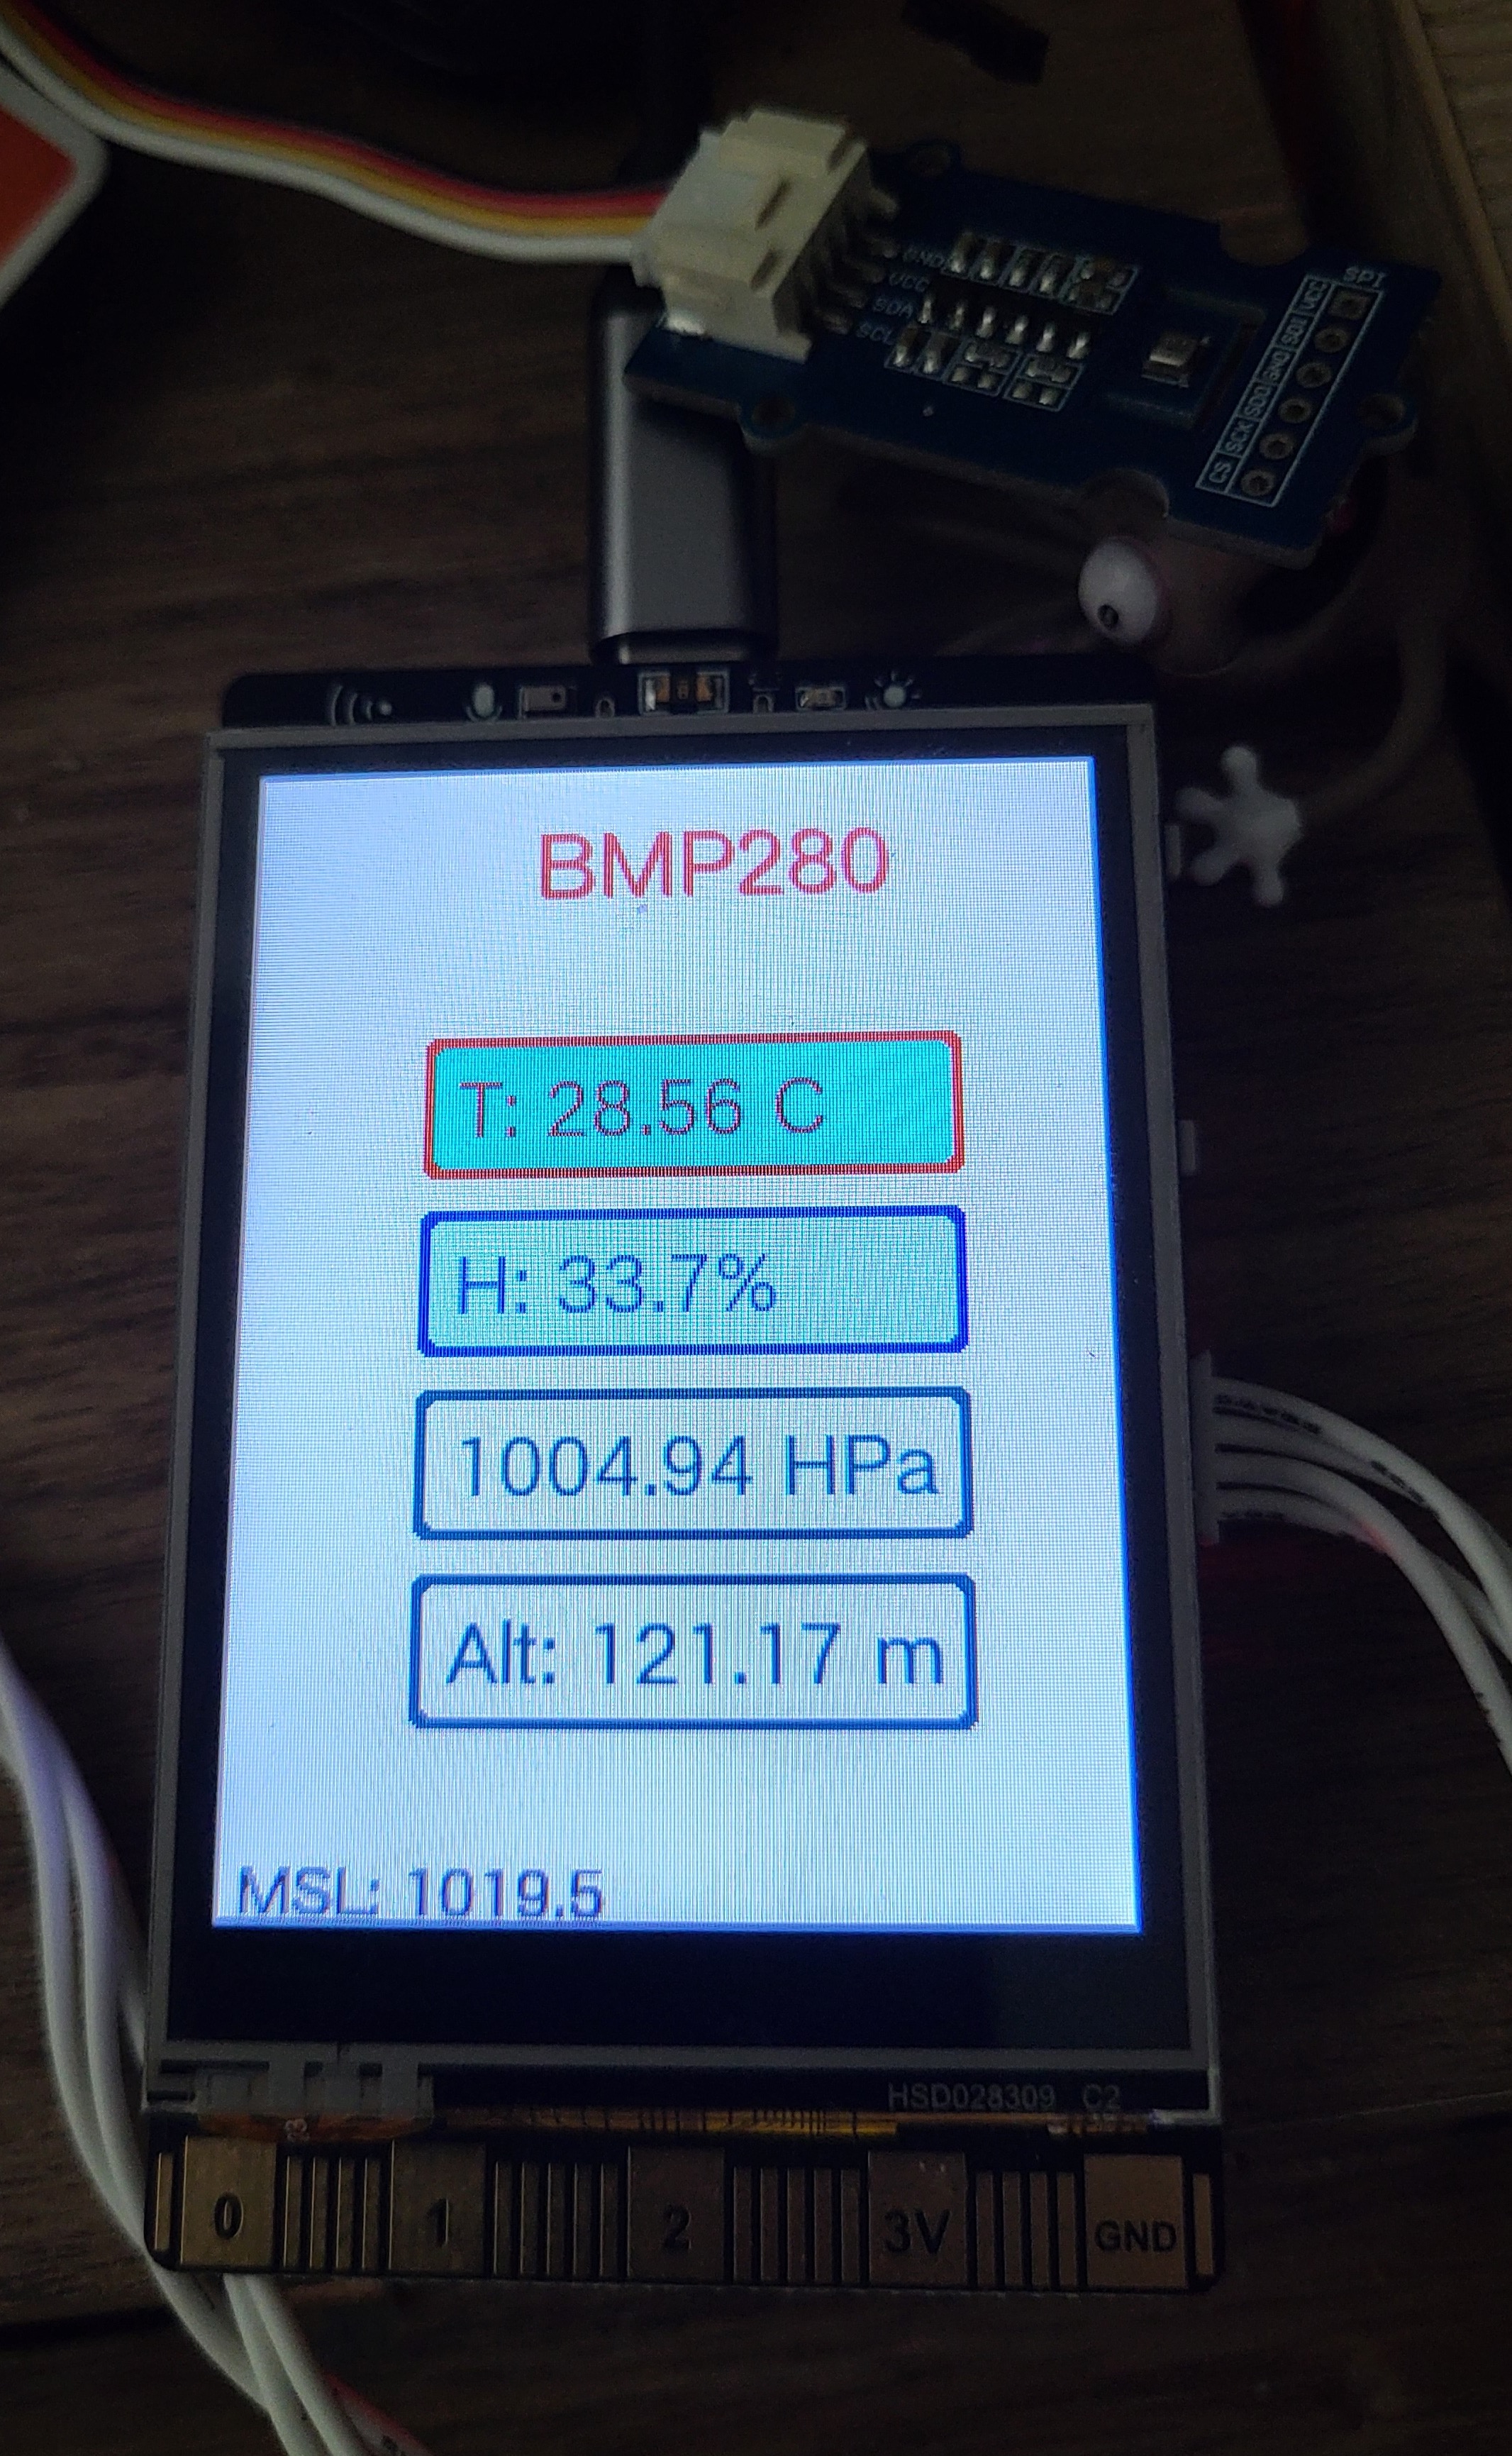 GND
VCC
SDA
SCL
SPI
VCC
SDI
GND
SDO
SCK
CS
BMP280
T: 28.56 C
H: 33.7%
1004.94 HPa
Alt: 121.17 m
MSL: 1019.5
HSD028309 C2
0
1
2
3V
GND